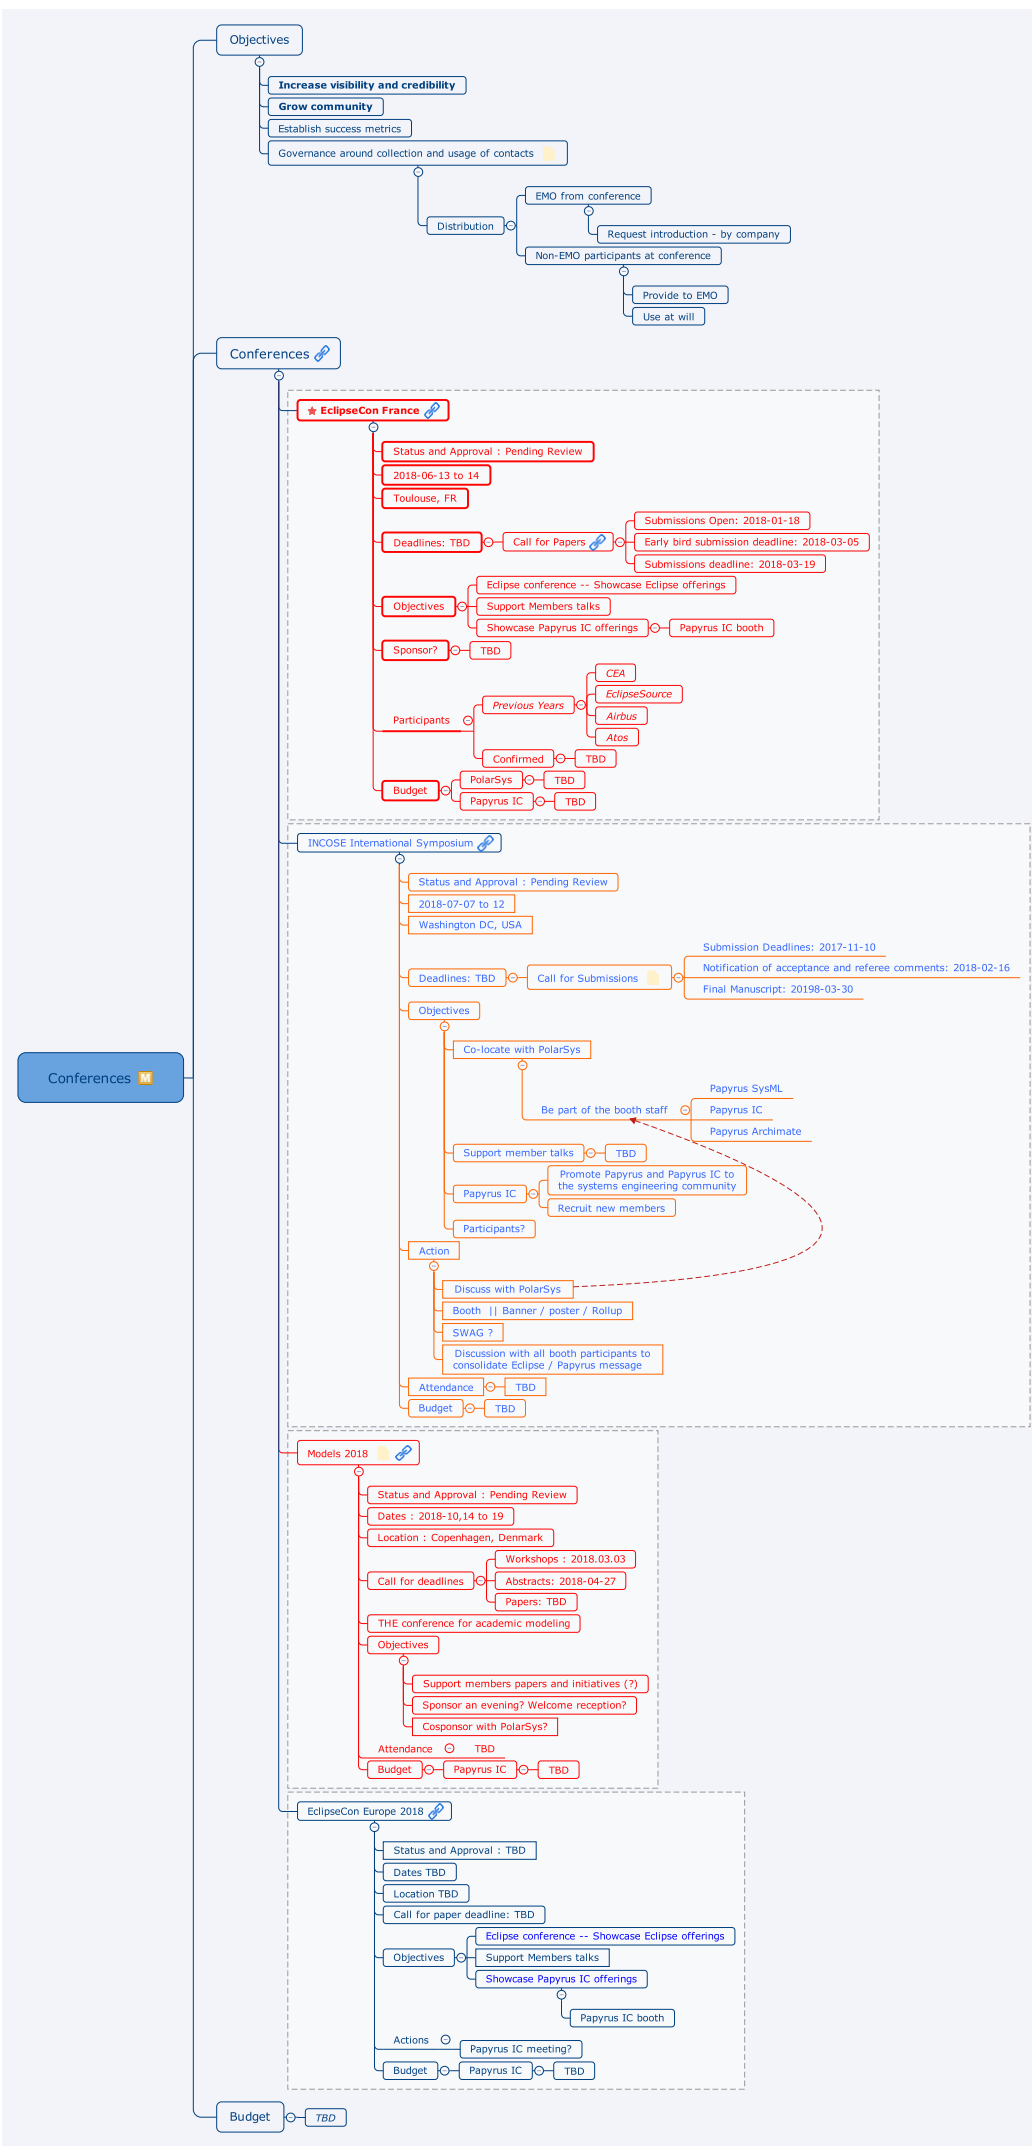 Objectives
Increase visibility and credibility
Grow community
Establish success metrics
Governance around collection and usage of contacts
Distribution
EMO from conference
Request introduction - by company
Non-EMO participants at conference
Provide to EMO
Use at will
Conferences
EclipseCon France
Status and Approval : Pending Review
2018-06-13 to 14
Toulouse, FR
Deadlines: TBD
Call for Papers
Submissions Open: 2018-01-18
Early bird submission deadline: 2018-03-05
Submissions deadline: 2018-03-19
Objectives
Eclipse conference -- Showcase Eclipse offerings
Support Members talks
Showcase Papyrus IC offerings
Papyrus IC booth
Sponsor?
TBD
Participants
Previous Years
CEA
EclipseSource
Airbus
Atos
Confirmed
TBD
Budget
PolarSys
TBD
Papyrus IC
TBD
INCOSE International Symposium
Status and Approval : Pending Review
2018-07-07 to 12
Washington DC, USA
Deadlines: TBD
Call for Submissions
Submission Deadlines: 2017-11-10
Notification of acceptance and referee comments: 2018-02-16
Final Manuscript: 20198-03-30
Objectives
Co-locate with PolarSys
Be part of the booth staff
Papyrus SysML
Papyrus IC
Papyrus Archimate
Support member talks
TBD
Papyrus IC
Promote Papyrus and Papyrus IC to
the systems engineering community
Recruit new members
Participants?
Action
Discuss with PolarSys
Booth || Banner / poster / Rollup
SWAG ?
Discussion with all booth participants to
consolidate Eclipse / Papyrus message
Attendance
TBD
Budget
TBD
Conferences M
Models 2018
Status and Approval : Pending Review
Dates : 2018-10,14 to 19
Location : Copenhagen, Denmark
Call for deadlines
Workshops : 2018.03.03
Abstracts: 2018-04-27
Papers: TBD
THE conference for academic modeling
Objectives
Support members papers and initiatives (?)
Sponsor an evening? Welcome reception?
Cosponsor with PolarSys?
Attendance
TBD
Budget
Papyrus IC
TBD
EclipseCon Europe 2018
Status and Approval : TBD
Dates TBD
Location TBD
Call for paper deadline: TBD
Objectives
Eclipse conference -- Showcase Eclipse offerings
Support Members talks
Showcase Papyrus IC offerings
Papyrus IC booth
Actions
Papyrus IC meeting?
Budget
Papyrus IC
TBD
Budget
TBD